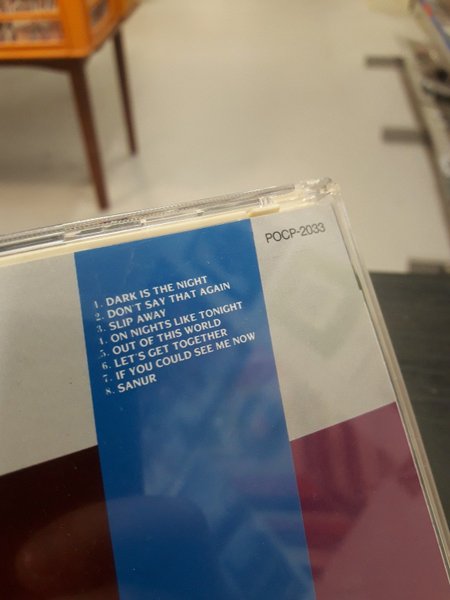 POCP-2033
1. DARK IS THE NIGHT
2. DON'T SAY THAT AGAIN
3. SLIP AWAY
4. ON NIGHTS LIKE TONIGHT
5. OUT OF THIS WORLD
6. LET'S GET TOGETHER
7. IF YOU COULD SEE ME NOW
8. SANUR